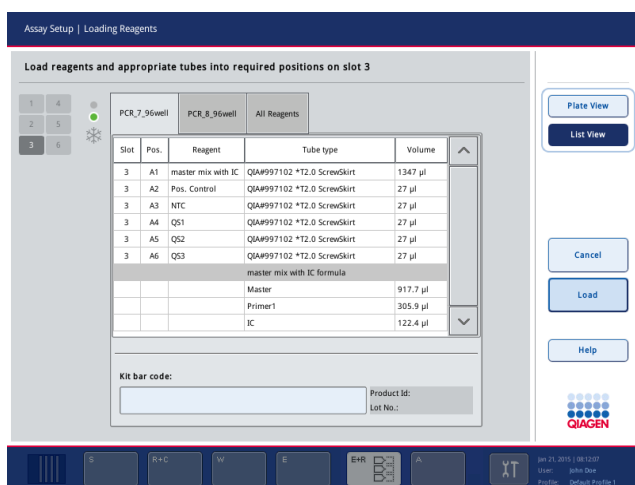 Assay Setup | Loading Reagents
Load reagents and appropriate tubes into required positions on slot 3
1 4
2 5
3 6
PCR_7_96well PCR_8_96well All Reagents
Slot Pos. Reagent Tube type Volume
3 A1 master mix with IC QIA#997102 *T2.0 ScrewSkirt 1347 µl
3 A2 Pos. Control QIA#997102 *T2.0 ScrewSkirt 27 µl
3 A3 NTC QIA#997102 *T2.0 ScrewSkirt 27 µl
3 A4 QS1 QIA#997102 *T2.0 ScrewSkirt 27 µl
3 A5 QS2 QIA#997102 *T2.0 ScrewSkirt 27 µl
3 A6 QS3 QIA#997102 *T2.0 ScrewSkirt 27 µl
master mix with IC formula
Master 917.7 µl
Primer1 305.9 µl
IC 122.4 µl
Kit bar code:
Product Id:
Lot No.:
Plate View
List View
Cancel
Load
Help
QIAGEN
S R+C W E E+R A
Jan 21, 2015 | 08:12:07
User: John Doe
Profile: Default Profile 1